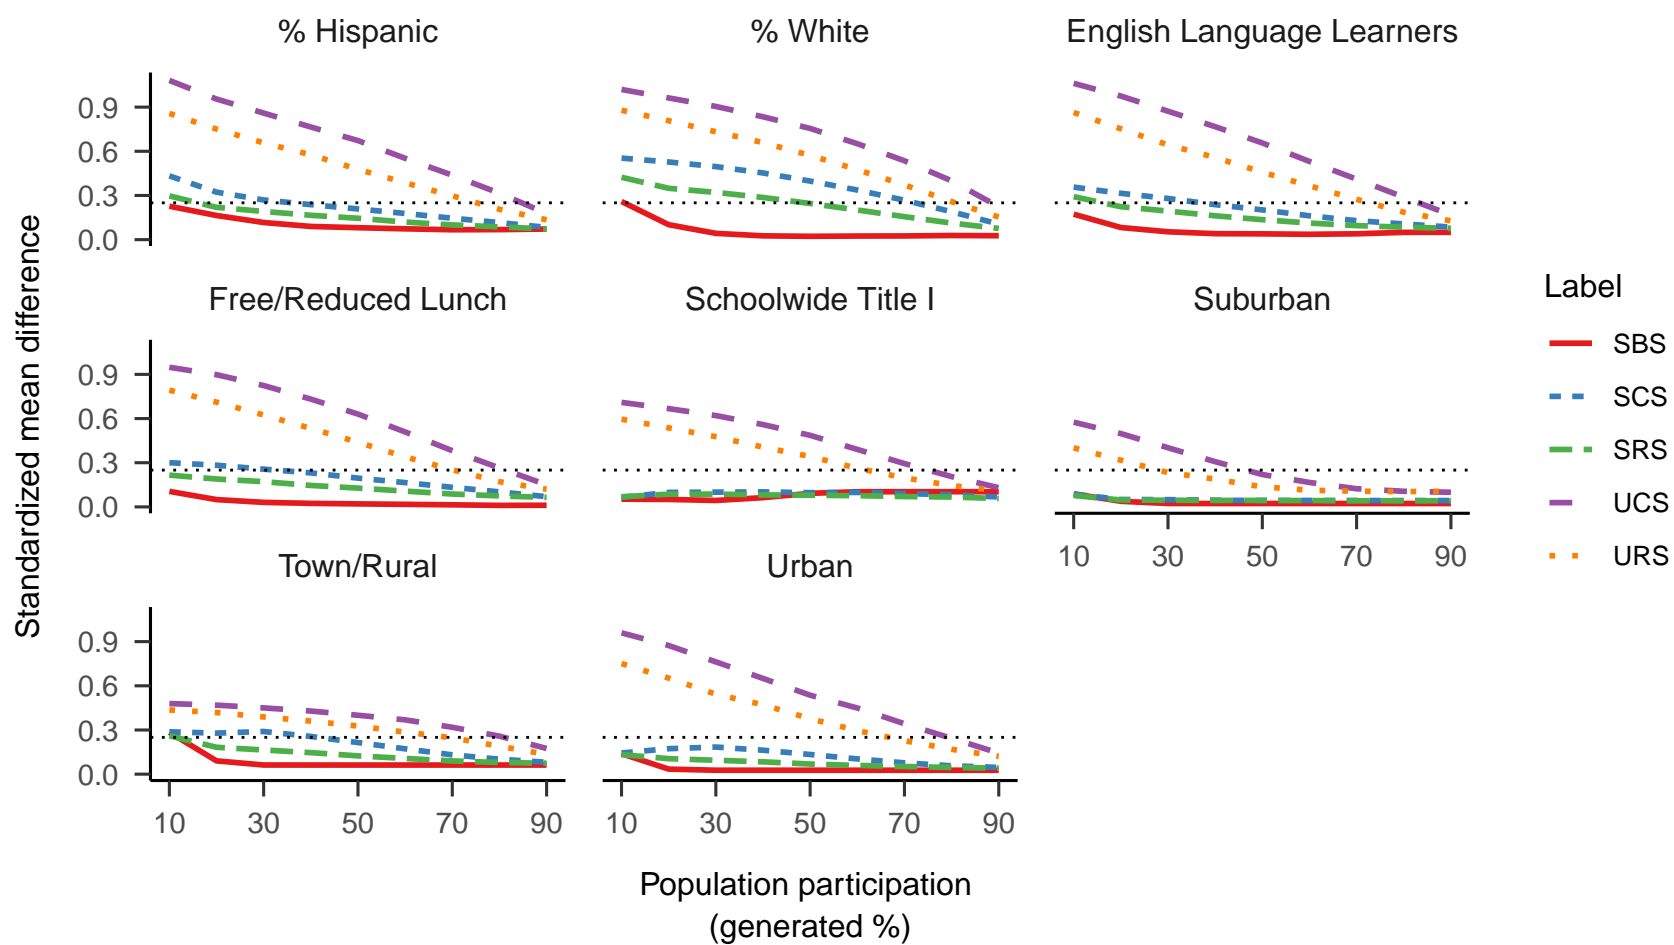 % Hispanic
% White
English Language Learners
0.9
0.6
0.3
0.0
Free/Reduced Lunch
Schoolwide Title I
Suburban
0.9
0.6
0.3
0.0
10 30 50 70 90
Town/Rural
Urban
0.9
0.6
0.3
0.0
10 30 50 70 90
10 30 50 70 90
Standardized mean difference
Population participation
(generated %)
Label
SBS
SCS
SRS
UCS
URS